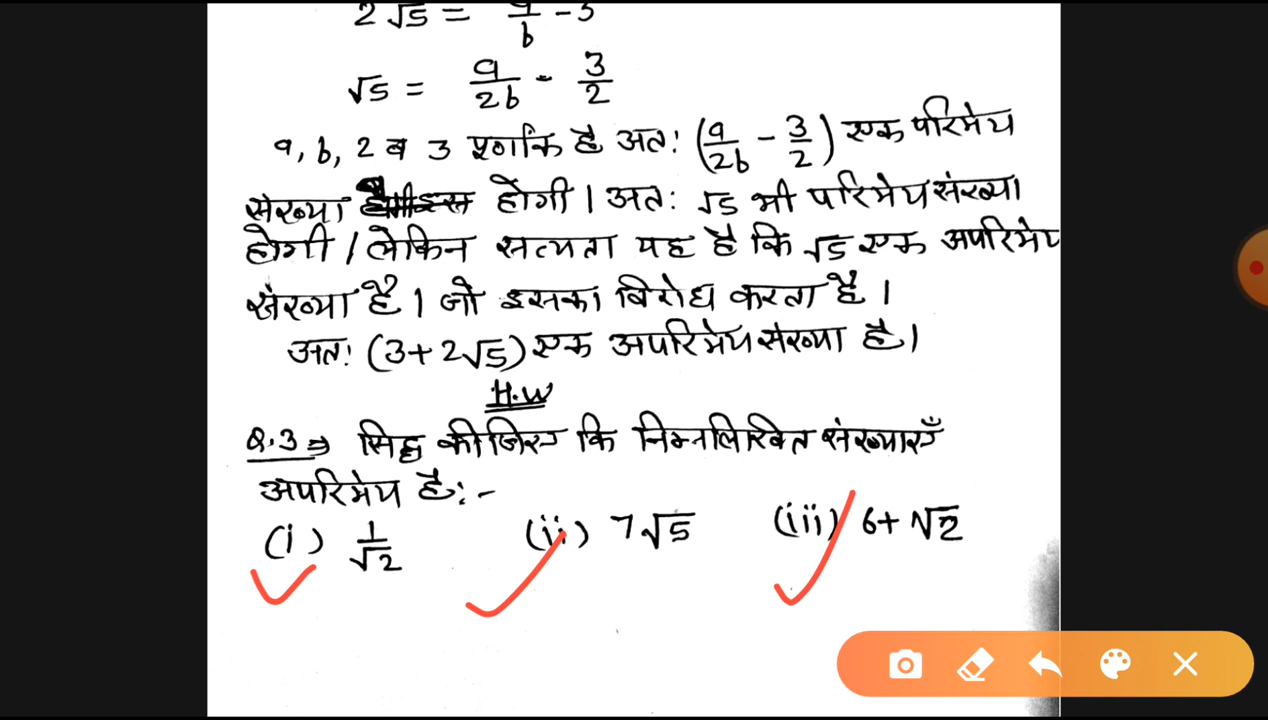 2√5 = a/b - 3
√5 = a/2b - 3/2
a, b, 2 व 3 पूर्णांक है अतः (a/2b - 3/2) एक परिमेय
संख्या होगी। अतः √5 भी परिमेय संख्या
होगी। लेकिन सत्यता यह है कि √5 एक अपरिमेय
संख्या है। जो इसका विरोध करता है।
अतः (3+2√5) एक अपरिमेय संख्या है।
H.W
Q.3⇒ सिद्ध कीजिए कि निम्नलिखित संख्याएँ
अपरिमेय है:-
(i) 1/√2 (ii) 7√5 (iii) 6+√2